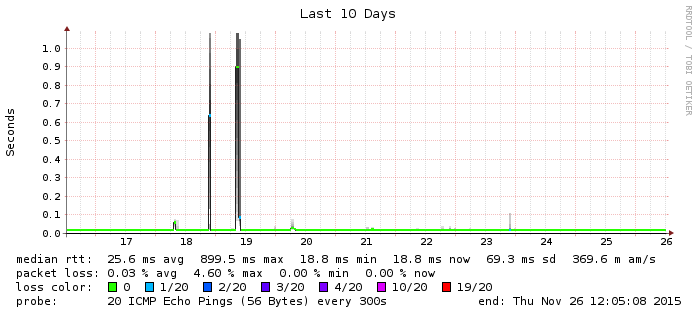 Last 10 Days
RRDTOOL / TOBI OETIKER
Seconds
1.0
0.9
0.8
0.7
0.6
0.5
0.4
0.3
0.2
0.1
0.0
17 18 19 20 21 22 23 24 25 26
median rtt: 25.6 ms avg 899.5 ms max 18.8 ms min 18.8 ms now 69.3 ms sd 369.6 m am/s
packet loss: 0.03 % avg 4.60 % max 0.00 % min 0.00 % now
loss color: 0 1/20 2/20 3/20 4/20 10/20 19/20
probe: 20 ICMP Echo Pings (56 Bytes) every 300s end: Thu Nov 26 12:05:08 2015